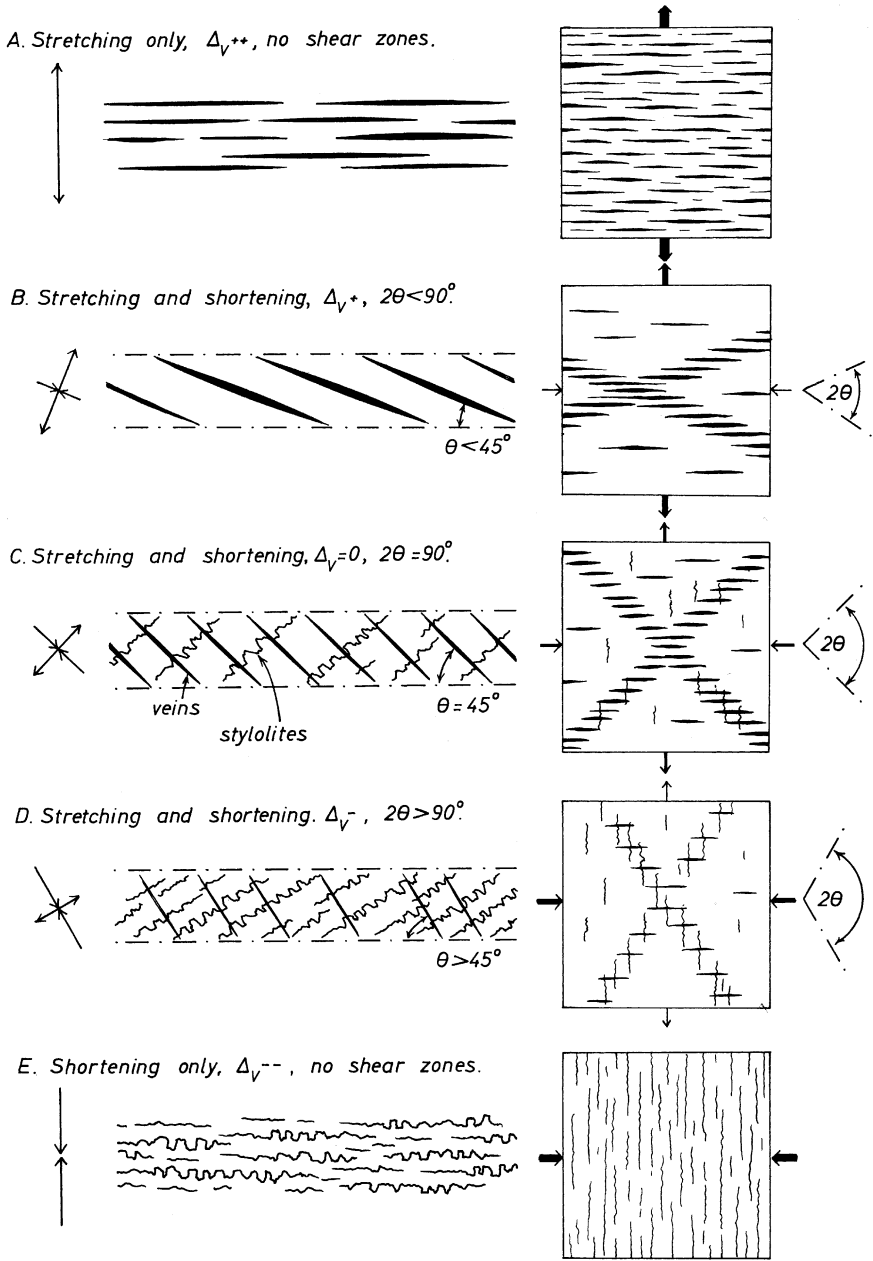 A. Stretching only, Δv++, no shear zones.
B. Stretching and shortening, Δv+, 2θ<90°.
θ<45°
2θ
C. Stretching and shortening, Δv=0, 2θ=90°.
veins
stylolites
θ=45°
2θ
D. Stretching and shortening. Δv-, 2θ>90°.
θ>45°
2θ
E. Shortening only, Δv--, no shear zones.